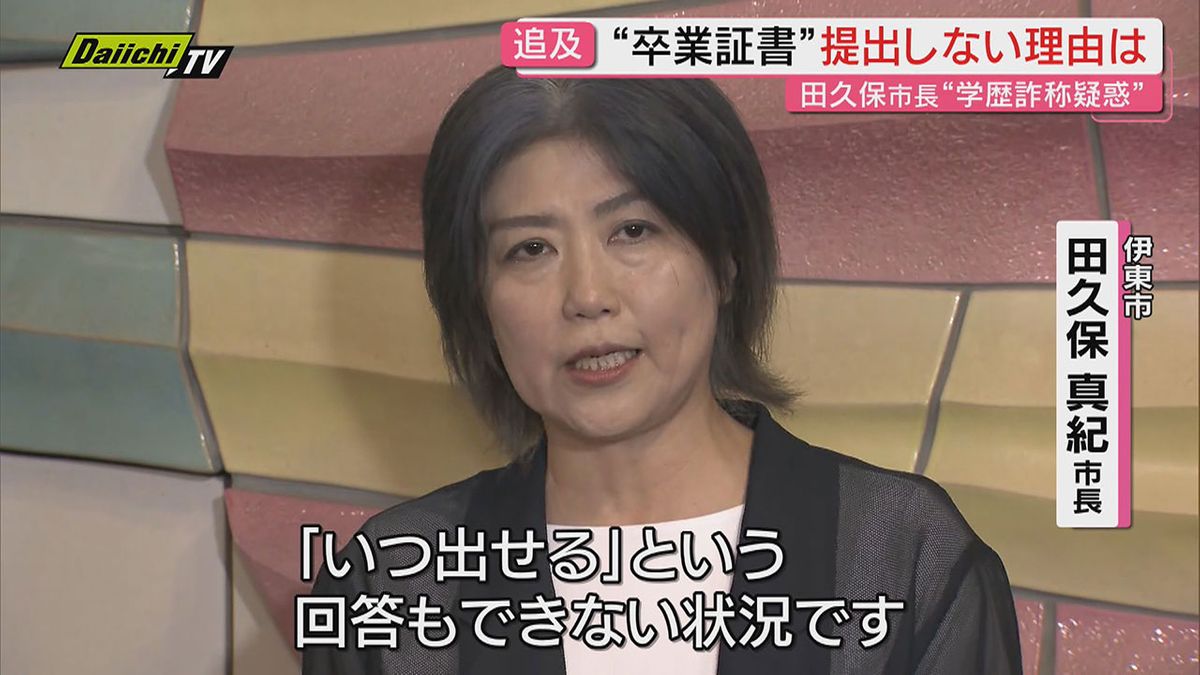 Daiichi TV
追及
“卒業証書”提出しない理由は
田久保市長“学歴詐称疑惑”
伊東市
田久保 真紀 市長
「いつ出せる」という
回答もできない状況です